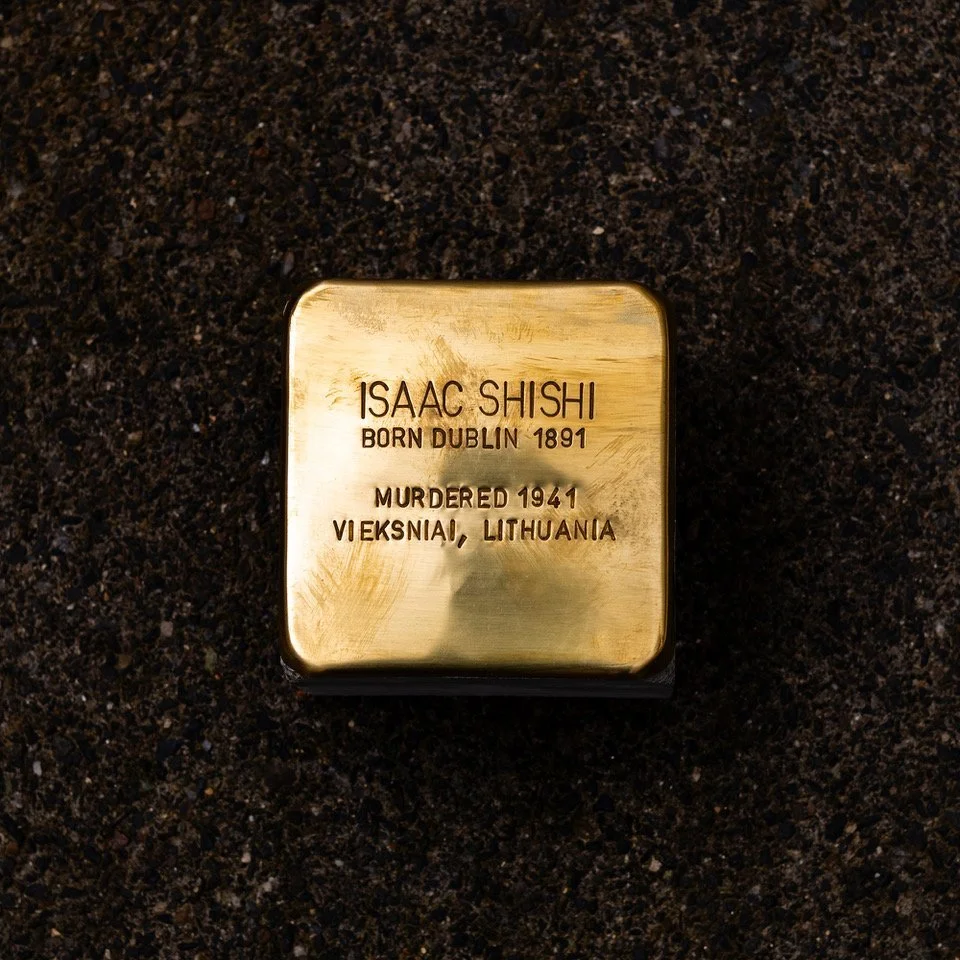 ISAAC SHISHI
BORN DUBLIN 1891
MURDERED 1941
VIEKSNIAI, LITHUANIA